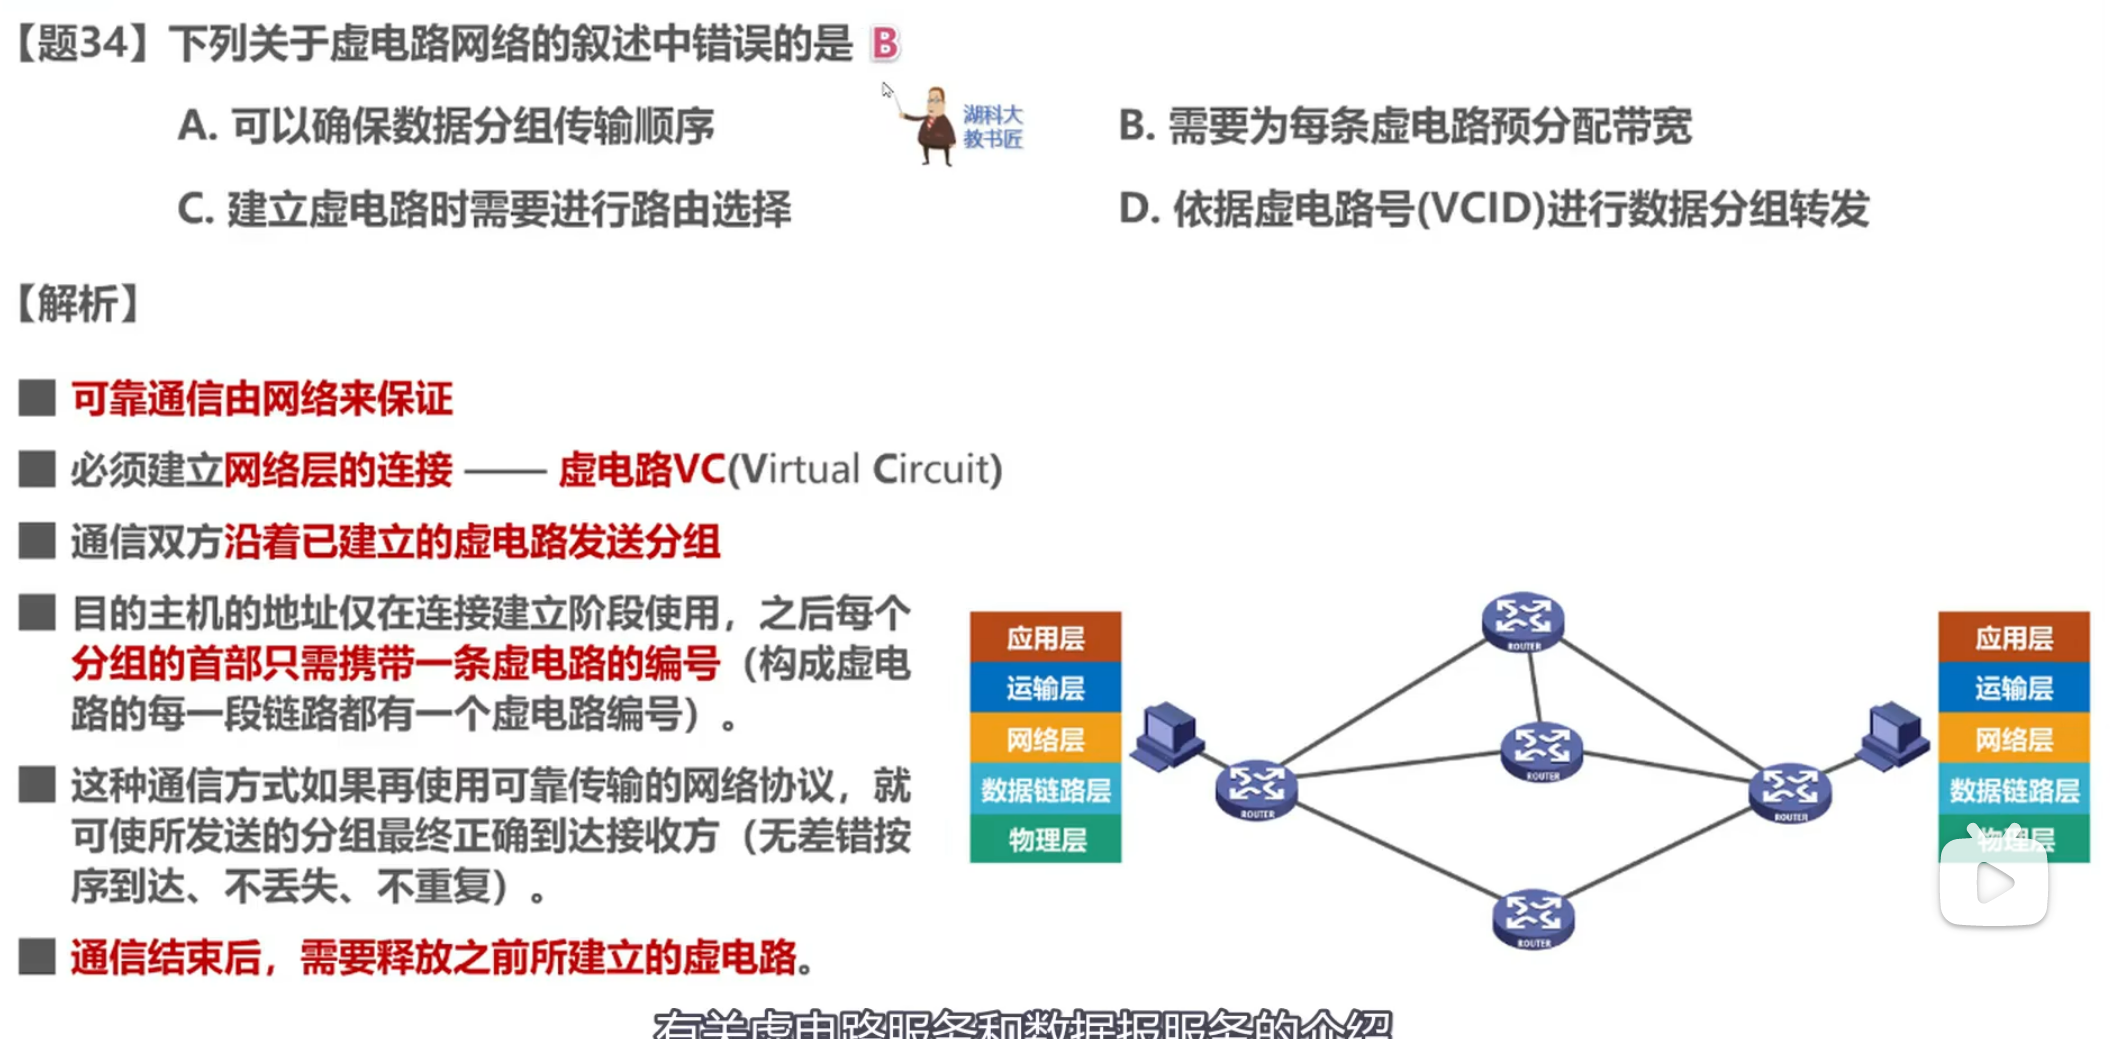 【题34】下列关于虚电路网络的叙述中错误的是 B
A. 可以确保数据分组传输顺序
B. 需要为每条虚电路预分配带宽
湖科大
教书匠
C. 建立虚电路时需要进行路由选择
D. 依据虚电路号(VCID)进行数据分组转发
【解析】
可靠通信由网络来保证
必须建立网络层的连接 —— 虚电路VC(Virtual Circuit)
通信双方沿着已建立的虚电路发送分组
目的主机的地址仅在连接建立阶段使用，之后每个
分组的首部只需携带一条虚电路的编号（构成虚电
路的每一段链路都有一个虚电路编号）。
这种通信方式如果再使用可靠传输的网络协议，就
可使所发送的分组最终正确到达接收方（无差错按
序到达、不丢失、不重复）。
通信结束后，需要释放之前所建立的虚电路。
应用层
运输层
网络层
数据链路层
物理层
ROUTER
ROUTER
ROUTER
ROUTER
ROUTER
应用层
运输层
网络层
数据链路层
物理层
有关虚电路服务和数据报服务的介绍